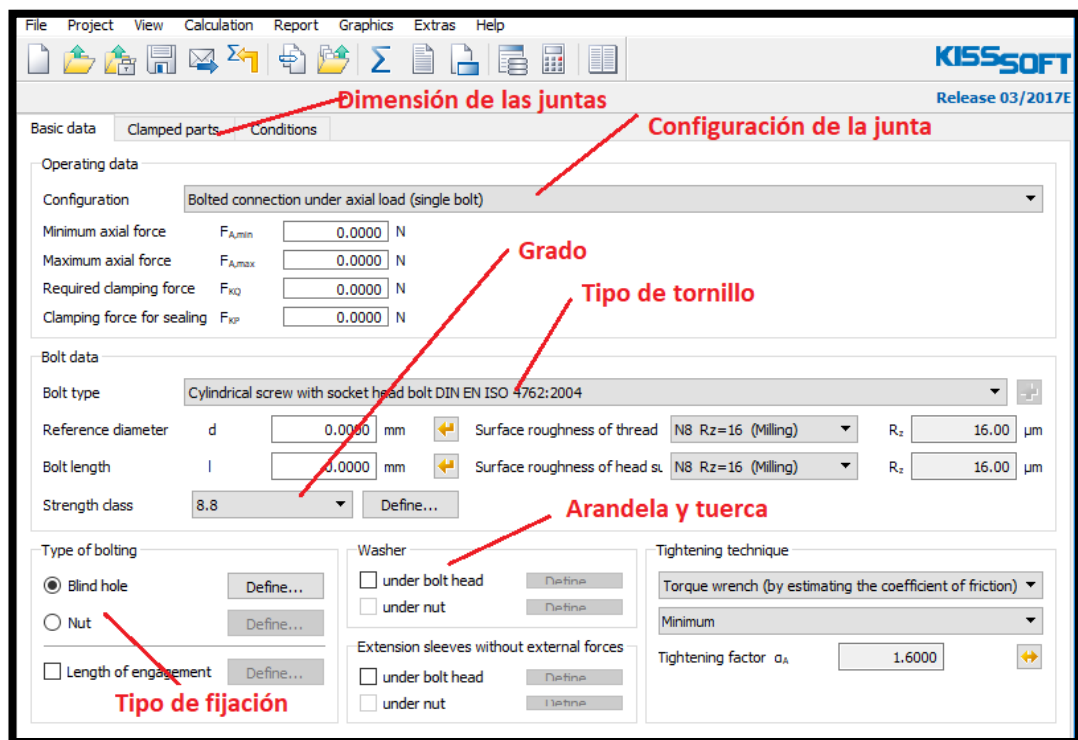 File Project View Calculation Report Graphics Extras Help
KISSSOFT
Release 03/2017E
Dimensión de las juntas
Configuración de la junta
Basic data Clamped parts Conditions
Operating data
Configuration Bolted connection under axial load (single bolt)
Minimum axial force FA,min 0.0000 N
Maximum axial force FA,max 0.0000 N
Required clamping force FKQ 0.0000 N
Clamping force for sealing FKP 0.0000 N
Grado
Tipo de tornillo
Bolt data
Bolt type Cylindrical screw with socket head bolt DIN EN ISO 4762:2004
Reference diameter d 0.0000 mm Surface roughness of thread N8 Rz=16 (Milling) Rz 16.00 µm
Bolt length l 0.0000 mm Surface roughness of head su N8 Rz=16 (Milling) Rz 16.00 µm
Strength class 8.8 Define...
Arandela y tuerca
Type of bolting Washer Tightening technique
Blind hole Define... under bolt head Define Torque wrench (by estimating the coefficient of friction)
Nut Define... under nut Define Minimum
Extension sleeves without external forces Tightening factor αA 1.6000
Length of engagement Define... under bolt head Define
under nut Define
Tipo de fijación